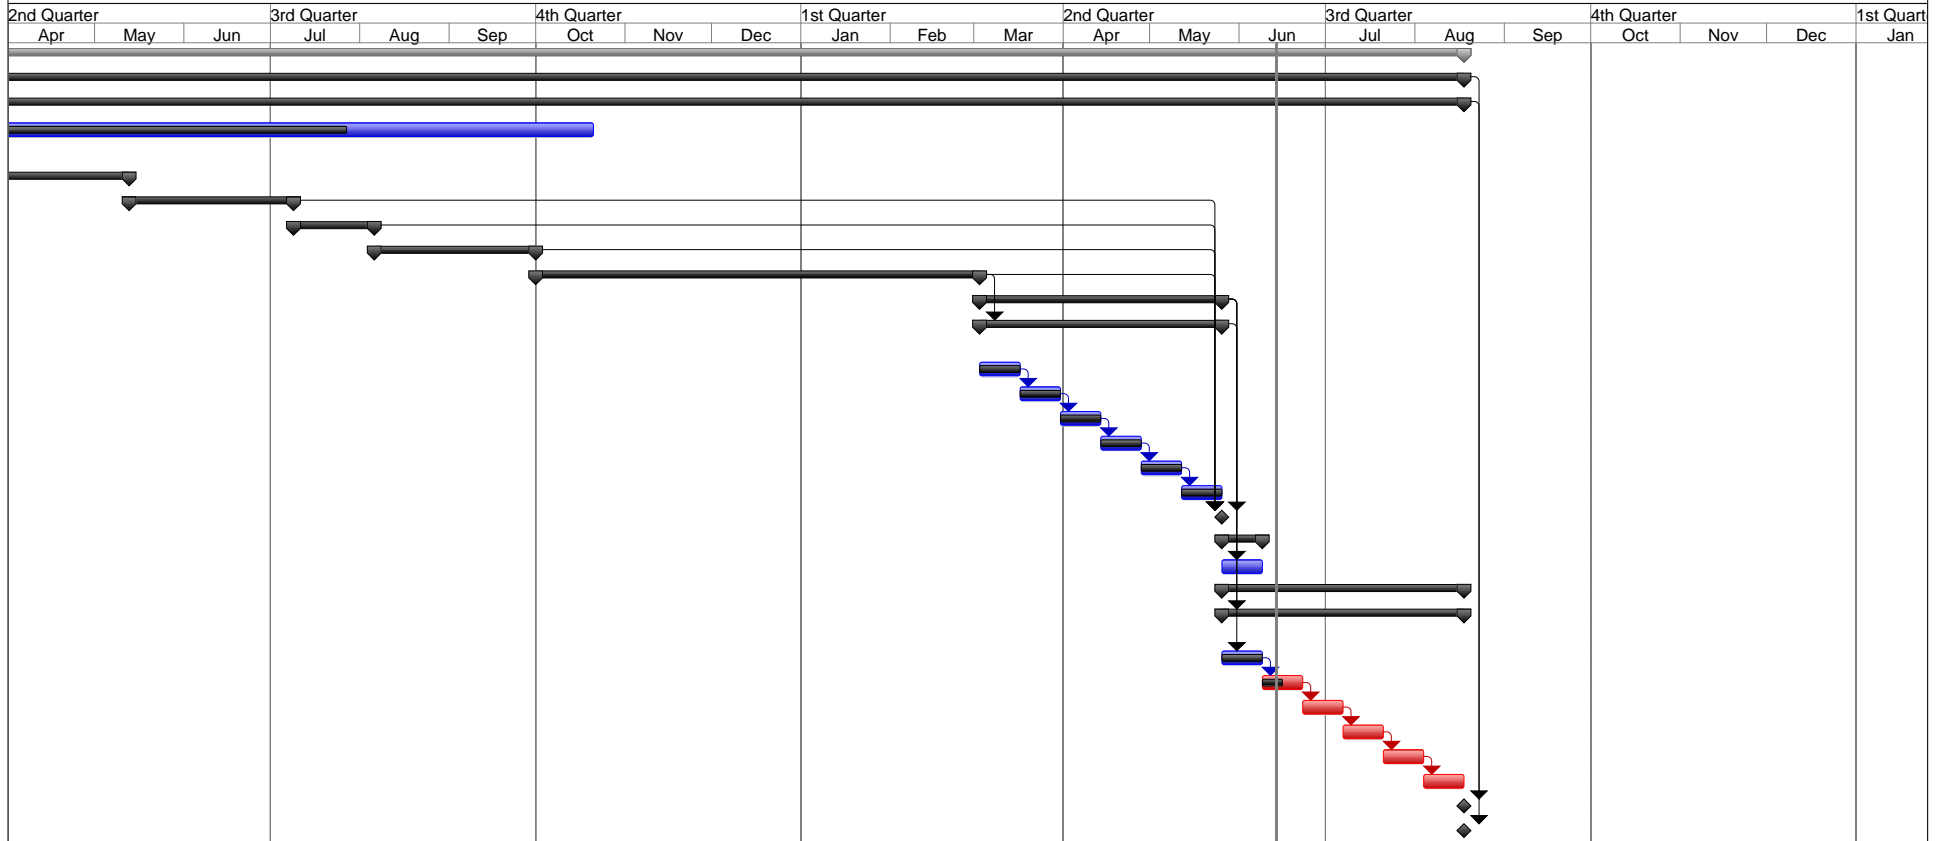 2nd Quarter 3rd Quarter 4th Quarter 1st Quarter 2nd Quarter 3rd Quarter 4th Quarter 1st Quart
Apr May Jun Jul Aug Sep Oct Nov Dec Jan Feb Mar Apr May Jun Jul Aug Sep Oct Nov Dec Jan